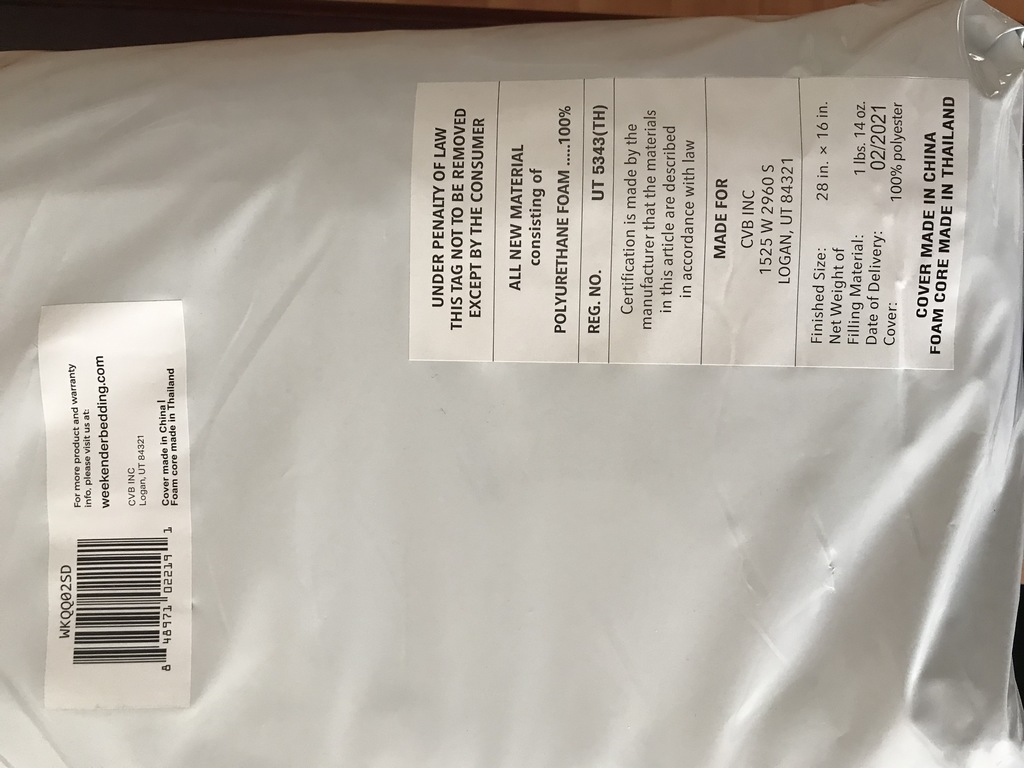 WKQQ02SD
8 48971 02219 1
For more product and warranty
info, please visit us at:
weekenderbedding.com
CVB INC
Logan, UT 84321
Cover made in China |
Foam core made in Thailand
UNDER PENALTY OF LAW
THIS TAG NOT TO BE REMOVED
EXCEPT BY THE CONSUMER
ALL NEW MATERIAL
consisting of
POLYURETHANE FOAM ......100%
REG. NO. UT 5343(TH)
Certification is made by the
manufacturer that the materials
in this article are described
in accordance with law
MADE FOR
CVB INC
1525 W 2960 S
LOGAN, UT 84321
Finished Size: 28 in. × 16 in.
Net Weight of
Filling Material: 1 lbs. 14 oz.
Date of Delivery: 02/2021
Cover: 100% polyester
COVER MADE IN CHINA
FOAM CORE MADE IN THAILAND